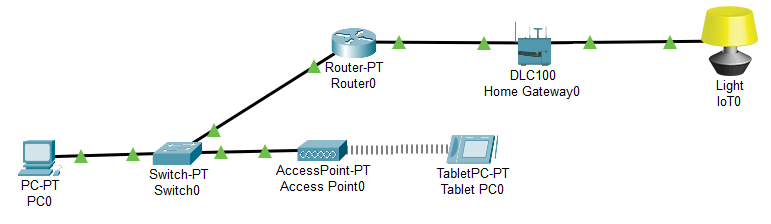 Router-PT
Router0
DLC100
Home Gateway0
Light
IoT0
PC-PT
PC0
Switch-PT
Switch0
AccessPoint-PT
Access Point0
TabletPC-PT
Tablet PC0